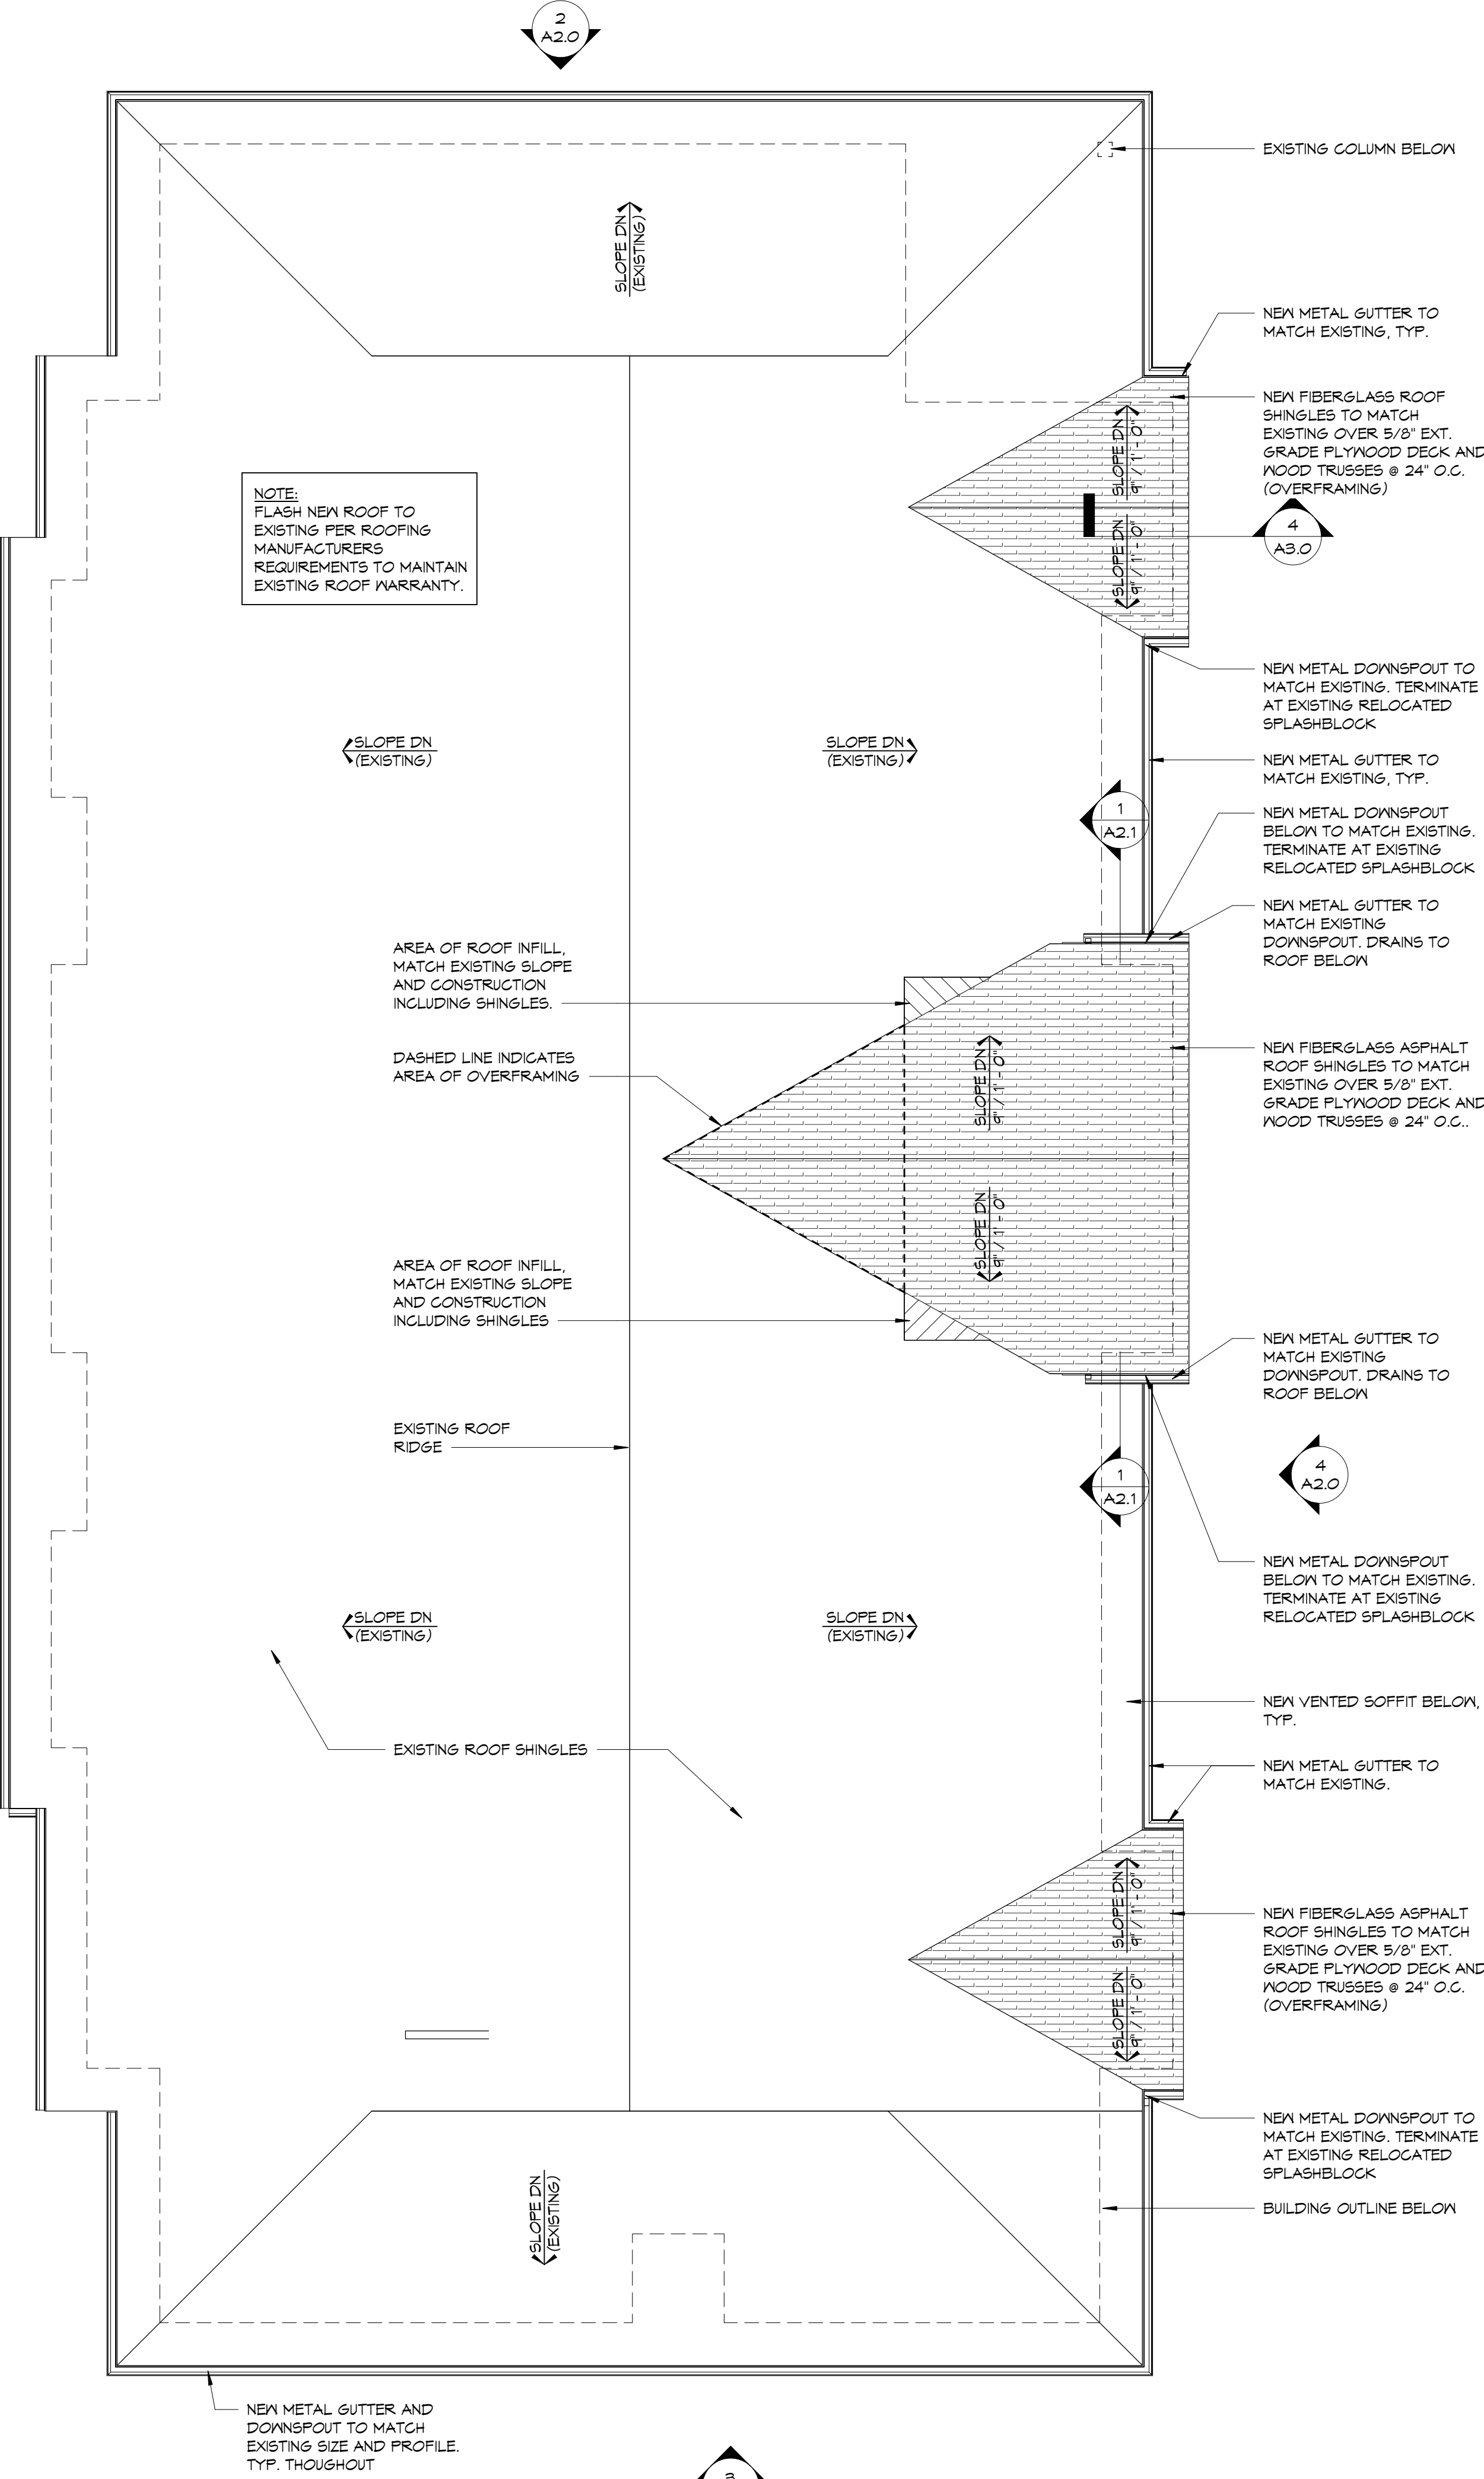 2
A2.0
EXISTING COLUMN BELOW
SLOPE DN
(EXISTING)
NEW METAL GUTTER TO
MATCH EXISTING, TYP.
NEW FIBERGLASS ROOF
SHINGLES TO MATCH
EXISTING OVER 5/8" EXT.
GRADE PLYWOOD DECK AND
WOOD TRUSSES @ 24" O.C.
(OVERFRAMING)
SLOPE DN
9" / 1' - 0"
SLOPE DN
9" / 1' - 0"
4
A3.0
NOTE:
FLASH NEW ROOF TO
EXISTING PER ROOFING
MANUFACTURERS
REQUIREMENTS TO MAINTAIN
EXISTING ROOF WARRANTY.
NEW METAL DOWNSPOUT TO
MATCH EXISTING. TERMINATE
AT EXISTING RELOCATED
SPLASHBLOCK
SLOPE DN
(EXISTING)
SLOPE DN
(EXISTING)
NEW METAL GUTTER TO
MATCH EXISTING, TYP.
1
A2.1
NEW METAL DOWNSPOUT
BELOW TO MATCH EXISTING.
TERMINATE AT EXISTING
RELOCATED SPLASHBLOCK
NEW METAL GUTTER TO
MATCH EXISTING
DOWNSPOUT. DRAINS TO
ROOF BELOW
AREA OF ROOF INFILL,
MATCH EXISTING SLOPE
AND CONSTRUCTION
INCLUDING SHINGLES.
DASHED LINE INDICATES
AREA OF OVERFRAMING
SLOPE DN
9" / 1' - 0"
SLOPE DN
9" / 1' - 0"
NEW FIBERGLASS ASPHALT
ROOF SHINGLES TO MATCH
EXISTING OVER 5/8" EXT.
GRADE PLYWOOD DECK AND
WOOD TRUSSES @ 24" O.C..
AREA OF ROOF INFILL,
MATCH EXISTING SLOPE
AND CONSTRUCTION
INCLUDING SHINGLES
NEW METAL GUTTER TO
MATCH EXISTING
DOWNSPOUT. DRAINS TO
ROOF BELOW
EXISTING ROOF
RIDGE
1
A2.1
4
A2.0
NEW METAL DOWNSPOUT
BELOW TO MATCH EXISTING.
TERMINATE AT EXISTING
RELOCATED SPLASHBLOCK
SLOPE DN
(EXISTING)
SLOPE DN
(EXISTING)
NEW VENTED SOFFIT BELOW,
TYP.
EXISTING ROOF SHINGLES
NEW METAL GUTTER TO
MATCH EXISTING.
SLOPE DN
9" / 1' - 0"
SLOPE DN
9" / 1' - 0"
NEW FIBERGLASS ASPHALT
ROOF SHINGLES TO MATCH
EXISTING OVER 5/8" EXT.
GRADE PLYWOOD DECK AND
WOOD TRUSSES @ 24" O.C.
(OVERFRAMING)
NEW METAL DOWNSPOUT TO
MATCH EXISTING. TERMINATE
AT EXISTING RELOCATED
SPLASHBLOCK
SLOPE DN
(EXISTING)
BUILDING OUTLINE BELOW
NEW METAL GUTTER AND
DOWNSPOUT TO MATCH
EXISTING SIZE AND PROFILE.
TYP. THOUGHOUT